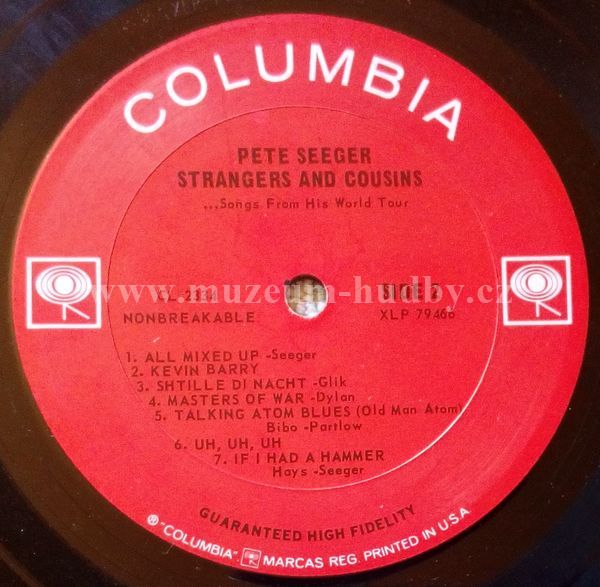 COLUMBIA
PETE SEEGER
STRANGERS AND COUSINS
...Songs From His World Tour
www.muzeum-hudby.cz
SIDE 2
NONBREAKABLE
XLP 79466
1. ALL MIXED UP -Seeger
2. KEVIN BARRY
3. SHTILLE DI NACHT -Glik
4. MASTERS OF WAR -Dylan
5. TALKING ATOM BLUES (Old Man Atom)
Bibo -Partlow
6. UH, UH, UH
7. IF I HAD A HAMMER
Hays -Seeger
GUARANTEED HIGH FIDELITY
® "COLUMBIA", MARCAS REG. PRINTED IN U.S.A.